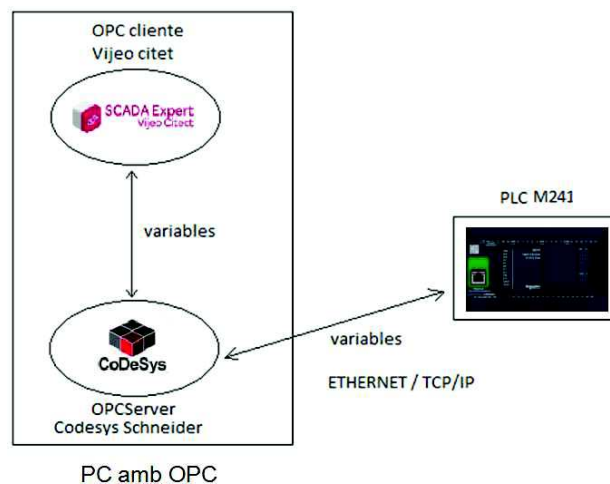 OPC cliente
Vijeo citet
SCADA Expert
Vijeo Citect
variables
PLC M241
CoDeSys
variables
ETHERNET / TCP/IP
OPCServer
Codesys Schneider
PC amb OPC